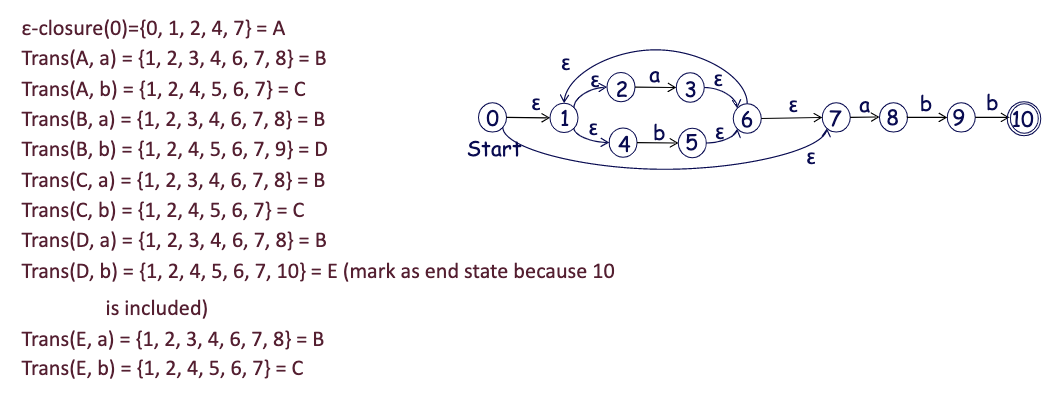 ε-closure(0)={0, 1, 2, 4, 7} = A
Trans(A, a) = {1, 2, 3, 4, 6, 7, 8} = B
Trans(A, b) = {1, 2, 4, 5, 6, 7} = C
Trans(B, a) = {1, 2, 3, 4, 6, 7, 8} = B
Trans(B, b) = {1, 2, 4, 5, 6, 7, 9} = D
Trans(C, a) = {1, 2, 3, 4, 6, 7, 8} = B
Trans(C, b) = {1, 2, 4, 5, 6, 7} = C
Trans(D, a) = {1, 2, 3, 4, 6, 7, 8} = B
Trans(D, b) = {1, 2, 4, 5, 6, 7, 10} = E (mark as end state because 10
is included)
Trans(E, a) = {1, 2, 3, 4, 6, 7, 8} = B
Trans(E, b) = {1, 2, 4, 5, 6, 7} = C
ε
ε 2 a 3 ε
0 ε 1 6 ε 7 a 8 b 9 b 10
ε 4 b 5 ε
Start
ε